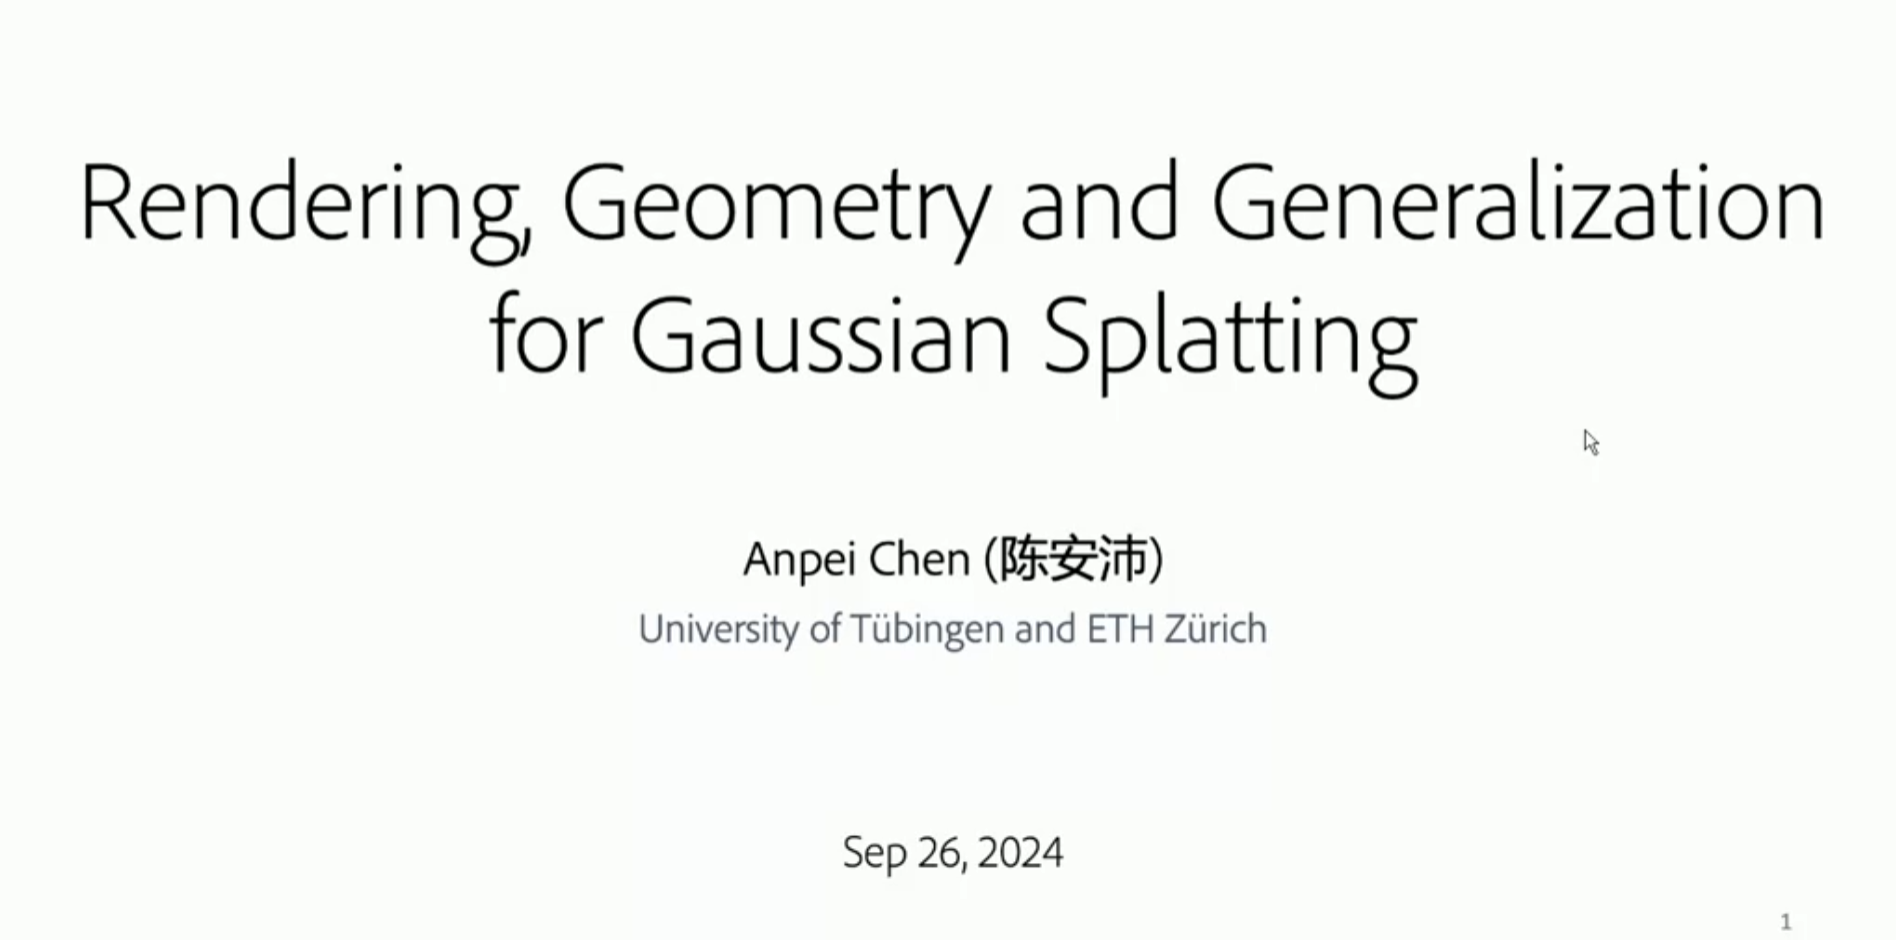 Rendering, Geometry and Generalization
for Gaussian Splatting
Anpei Chen (陈安沛)
University of Tübingen and ETH Zürich
Sep 26, 2024
1